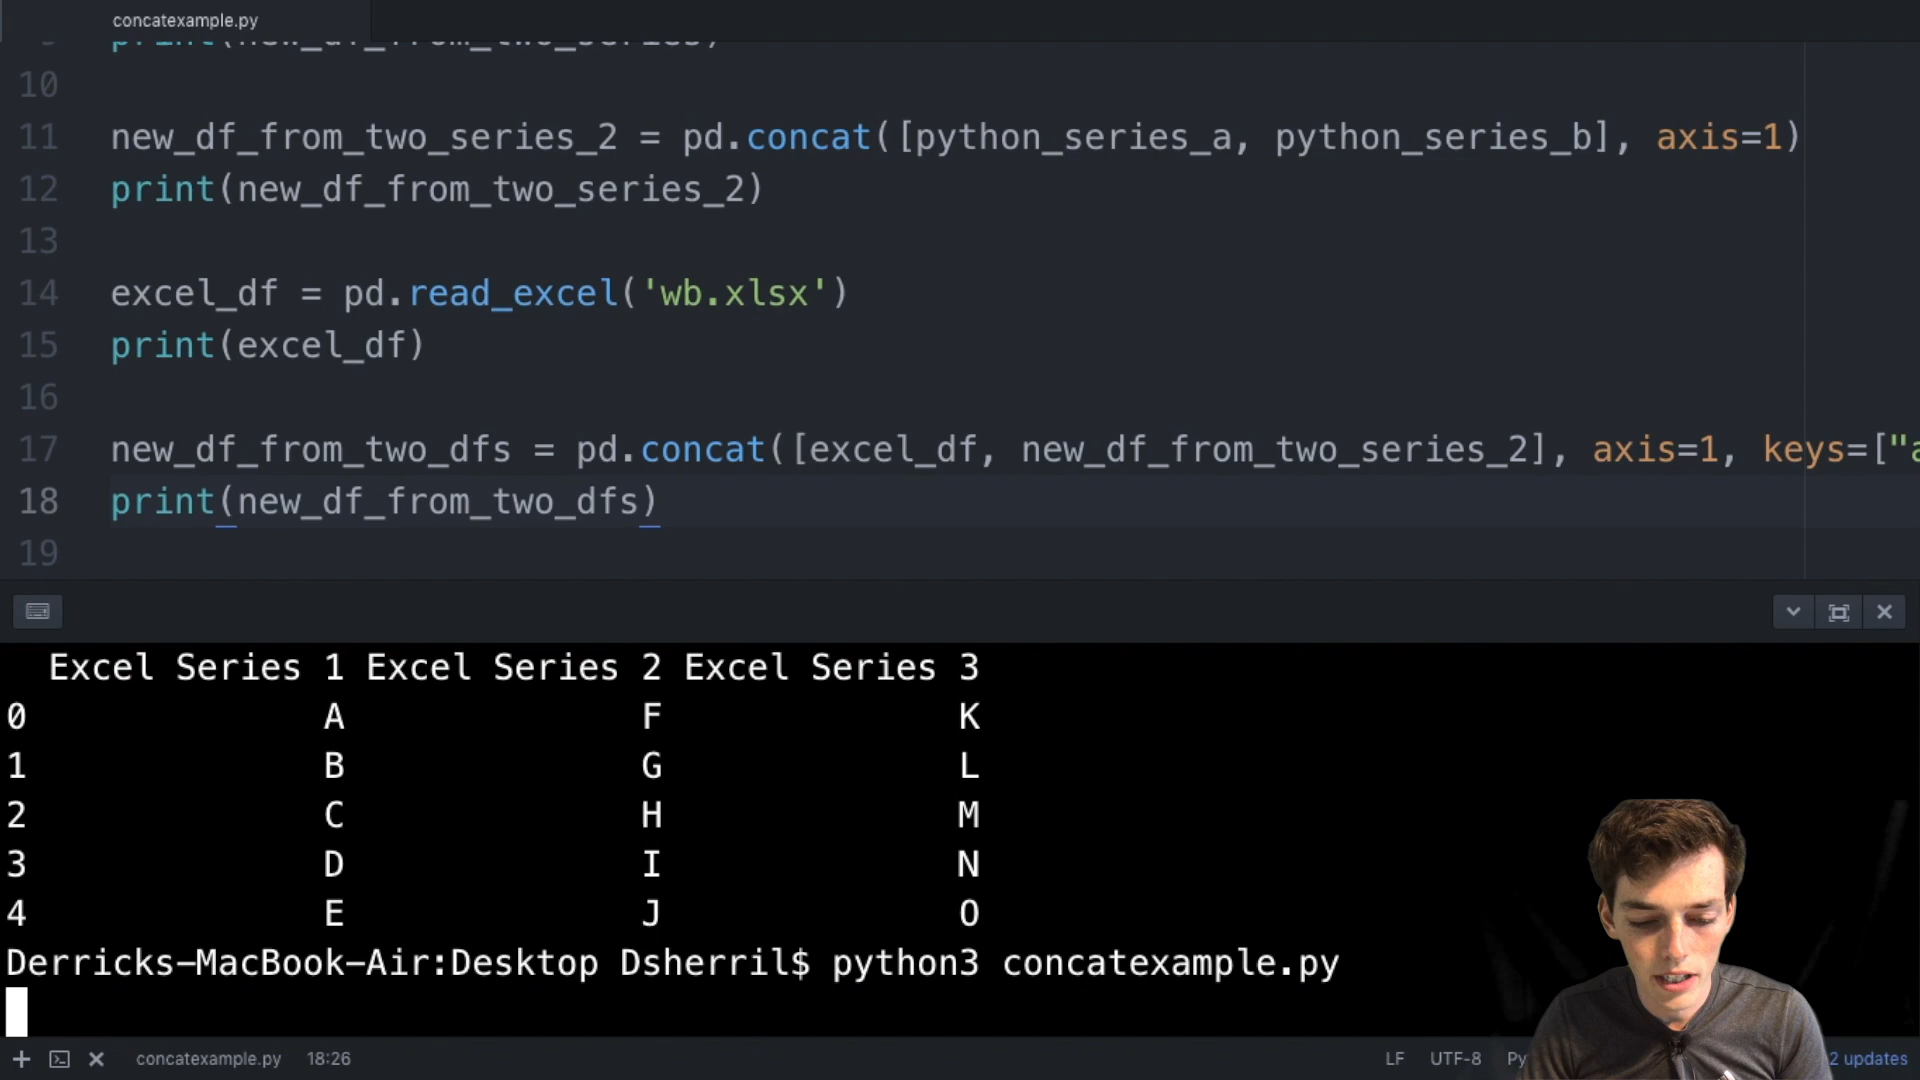 concatexample.py
print(new_df_from_two_series)
10
11 new_df_from_two_series_2 = pd.concat([python_series_a, python_series_b], axis=1)
12 print(new_df_from_two_series_2)
13
14 excel_df = pd.read_excel('wb.xlsx')
15 print(excel_df)
16
17 new_df_from_two_dfs = pd.concat([excel_df, new_df_from_two_series_2], axis=1, keys=["a
18 print(new_df_from_two_dfs)
19
Excel Series 1 Excel Series 2 Excel Series 3
0 A F K
1 B G L
2 C H M
3 D I N
4 E J O
Derricks-MacBook-Air:Desktop Dsherril$ python3 concatexample.py
concatexample.py 18:26 LF UTF-8 Py 2 updates